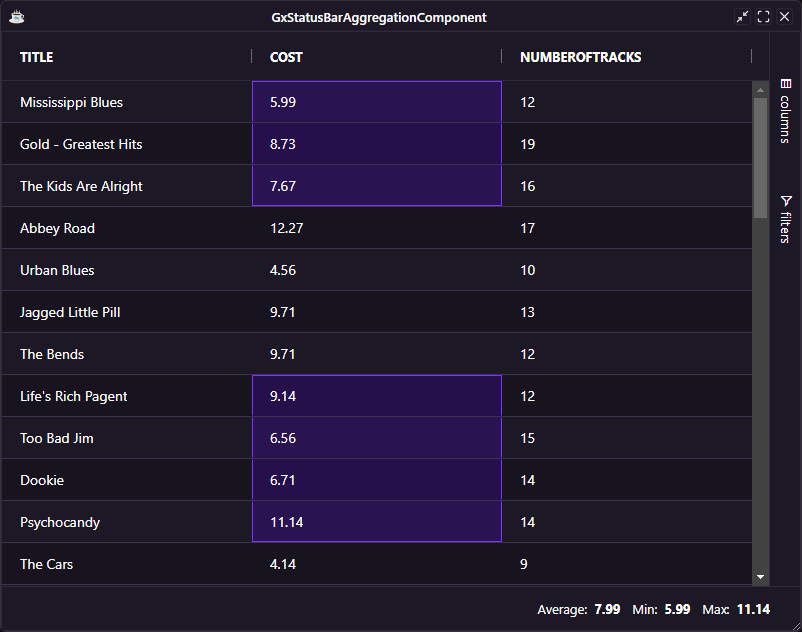 GxStatusBarAggregationComponent
TITLE COST NUMBEROFTRACKS
Mississippi Blues 5.99 12
Gold - Greatest Hits 8.73 19
The Kids Are Alright 7.67 16
Abbey Road 12.27 17
Urban Blues 4.56 10
Jagged Little Pill 9.71 13
The Bends 9.71 12
Life's Rich Pagent 9.14 12
Too Bad Jim 6.56 15
Dookie 6.71 14
Psychocandy 11.14 14
The Cars 4.14 9
columns
filters
Average: 7.99 Min: 5.99 Max: 11.14